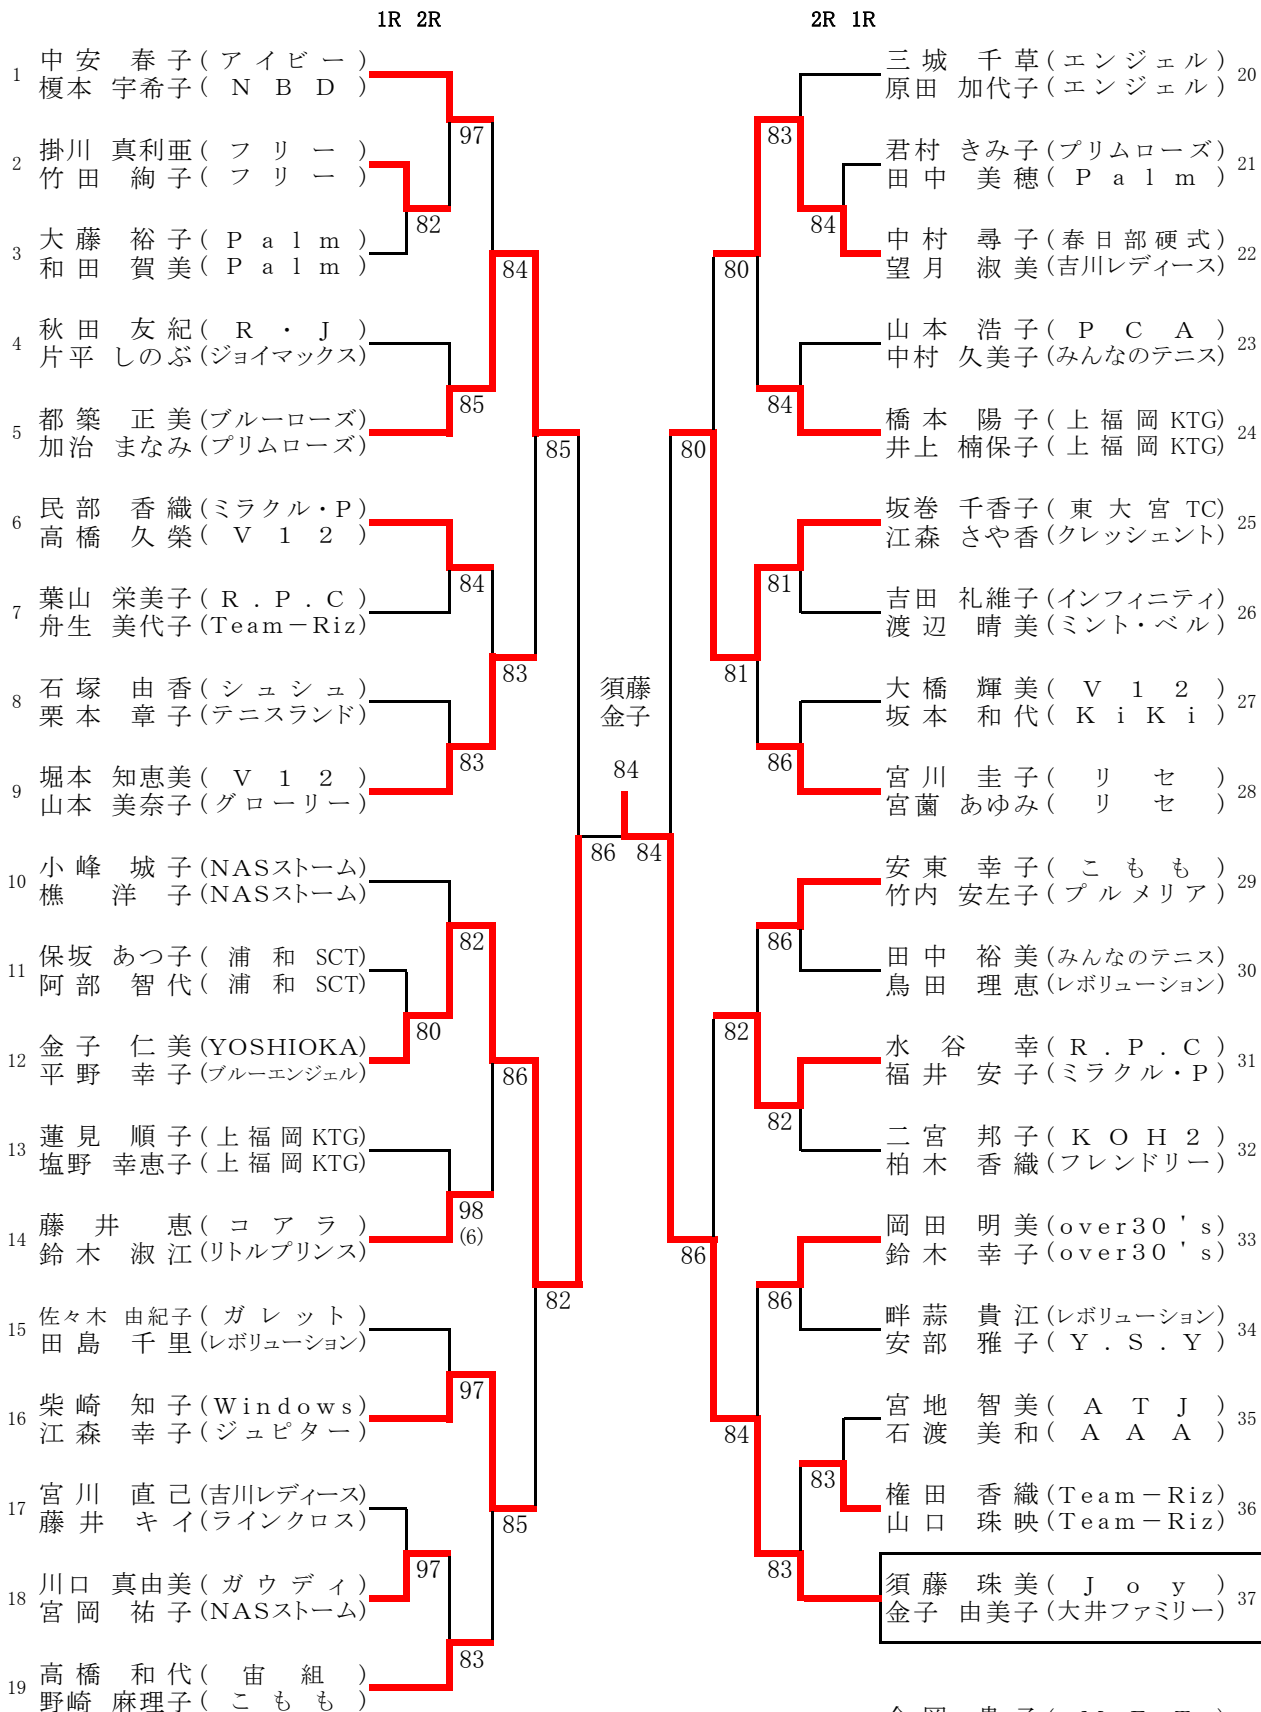 1R 2R
2R 1R
1 中安 春子(アイビー)
榎本 宇希子(NBD)
97
2 掛川 真利亜(フリー)
竹田 絢子(フリー)
82
3 大藤 裕子(Palm)
和田 賀美(Palm)
84
4 秋田 友紀(R・J)
片平 しのぶ(ジョイマックス)
85
5 都築 正美(ブルーローズ)
加治 まなみ(プリムローズ)
85
6 民部 香織(ミラクル・P)
高橋 久榮(V12)
84
7 葉山 栄美子(R.P.C)
舟生 美代子(Team-Riz)
83
8 石塚 由香(シュシュ)
栗本 章子(テニスランド)
83
9 堀本 知恵美(V12)
山本 美奈子(グローリー)
86
10 小峰 城子(NASストーム)
樵 洋子(NASストーム)
82
11 保坂 あつ子(浦和 SCT)
阿部 智代(浦和 SCT)
80
12 金子 仁美(YOSHIOKA)
平野 幸子(ブルーエンジェル)
86
13 蓮見 順子(上福岡 KTG)
塩野 幸恵子(上福岡 KTG)
98
(6)
14 藤井 恵(コアラ)
鈴木 淑江(リトルプリンス)
82
15 佐々木 由紀子(ガレット)
田島 千里(レボリューション)
97
16 柴崎 知子(Windows)
江森 幸子(ジュピター)
85
17 宮川 直己(吉川レディース)
藤井 キイ(ラインクロス)
97
18 川口 真由美(ガウディ)
宮岡 祐子(NASストーム)
83
19 高橋 和代(宙組)
野崎 麻理子(こもも)
須藤
金子
84
84
三城 千草(エンジェル) 20
原田 加代子(エンジェル)
83
君村 きみ子(プリムローズ) 21
田中 美穂(Palm)
84
中村 尋子(春日部硬式) 22
望月 淑美(吉川レディース)
80
山本 浩子(PCA) 23
中村 久美子(みんなのテニス)
84
橋本 陽子(上福岡 KTG) 24
井上 楠保子(上福岡 KTG)
80
坂巻 千香子(東大宮 TC) 25
江森 さや香(クレッシェント)
81
吉田 礼維子(インフィニティ) 26
渡辺 晴美(ミント・ベル)
81
大橋 輝美(V12) 27
坂本 和代(KiKi)
86
宮川 圭子(リセ) 28
宮薗 あゆみ(リセ)
安東 幸子(こもも) 29
竹内 安左子(プルメリア)
86
田中 裕美(みんなのテニス) 30
鳥田 理恵(レボリューション)
82
水谷 幸(R.P.C) 31
福井 安子(ミラクル・P)
82
二宮 邦子(KOH2) 32
柏木 香織(フレンドリー)
86
岡田 明美(over30's) 33
鈴木 幸子(over30's)
86
畔蒜 貴江(レボリューション) 34
安部 雅子(Y.S.Y)
84
宮地 智美(ATJ) 35
石渡 美和(AAA)
83
権田 香織(Team-Riz) 36
山口 珠映(Team-Riz)
83
須藤 珠美(Joy) 37
金子 由美子(大井ファミリー)